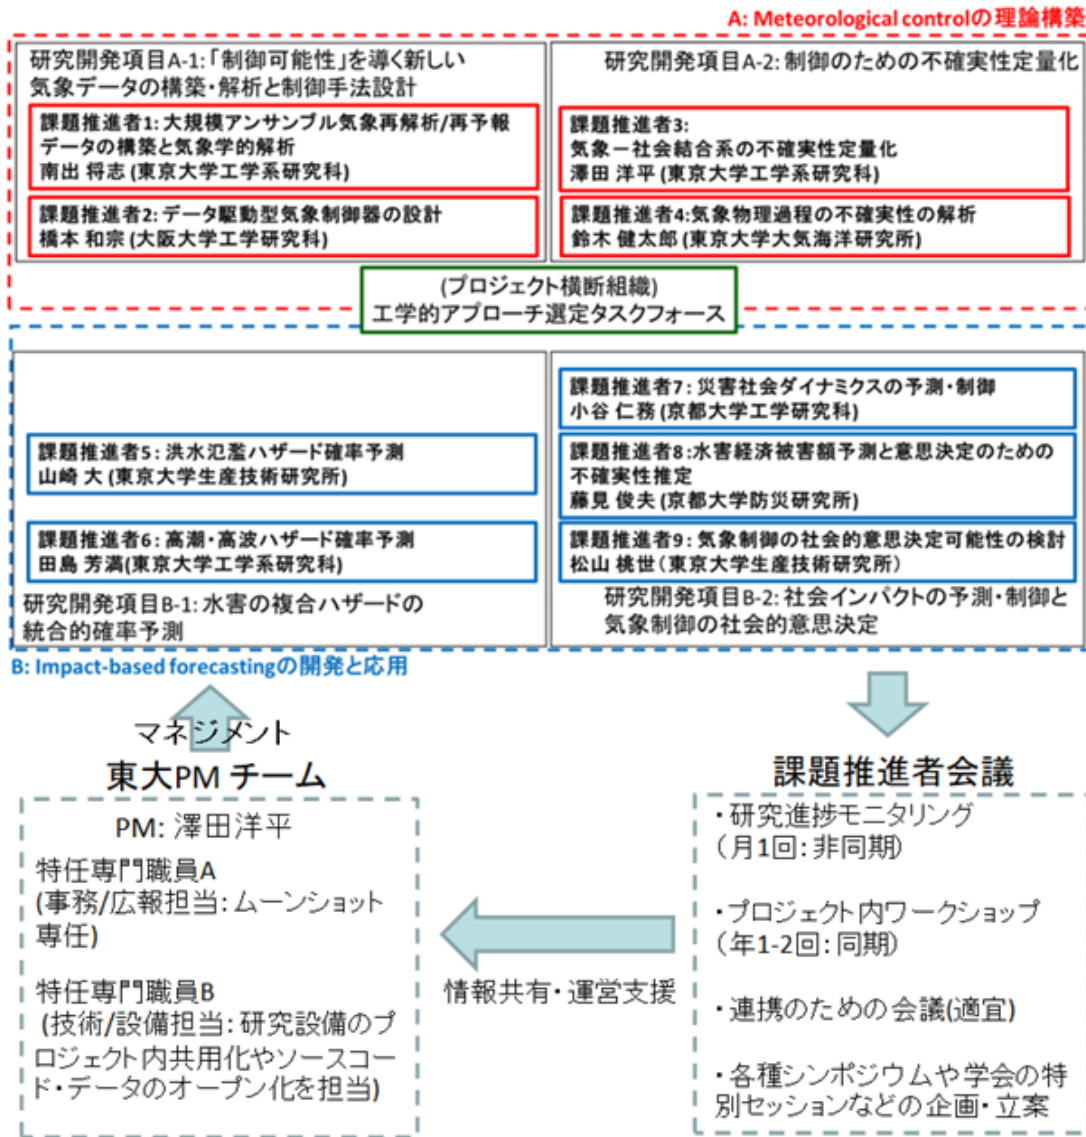 A: Meteorological controlの理論構築
研究開発項目A-1:「制御可能性」を導く新しい
気象データの構築・解析と制御手法設計
課題推進者1: 大規模アンサンブル気象再解析/再予報
データの構築と気象学的解析
南出 将志 (東京大学工学系研究科)
課題推進者2: データ駆動型気象制御器の設計
橋本 和宗 (大阪大学工学研究科)
研究開発項目A-2: 制御のための不確実性定量化
課題推進者3:
気象－社会結合系の不確実性定量化
澤田 洋平 (東京大学工学系研究科)
課題推進者4:気象物理過程の不確実性の解析
鈴木 健太郎 (東京大学大気海洋研究所)
(プロジェクト横断組織)
工学的アプローチ選定タスクフォース
課題推進者5: 洪水氾濫ハザード確率予測
山崎 大 (東京大学生産技術研究所)
課題推進者6: 高潮・高波ハザード確率予測
田島 芳満(東京大学工学系研究科)
研究開発項目B-1: 水害の複合ハザードの
統合的確率予測
課題推進者7: 災害社会ダイナミクスの予測・制御
小谷 仁務 (京都大学工学研究科)
課題推進者8:水害経済被害額予測と意思決定のための
不確実性推定
藤見 俊夫 (京都大学防災研究所)
課題推進者9: 気象制御の社会的意思決定可能性の検討
松山 桃世（東京大学生産技術研究所）
研究開発項目B-2: 社会インパクトの予測・制御と
気象制御の社会的意思決定
B: Impact-based forecastingの開発と応用
マネジメント
東大PM チーム
PM: 澤田洋平
特任専門職員A
(事務/広報担当: ムーンショット
専任)
特任専門職員B
(技術/設備担当: 研究設備のプ
ロジェクト内共用化やソースコー
ド・データのオープン化を担当)
情報共有・運営支援
課題推進者会議
・研究進捗モニタリング
（月1回: 非同期）
・プロジェクト内ワークショップ
（年1-2回: 同期）
・連携のための会議(適宜)
・各種シンポジウムや学会の特
別セッションなどの企画・立案